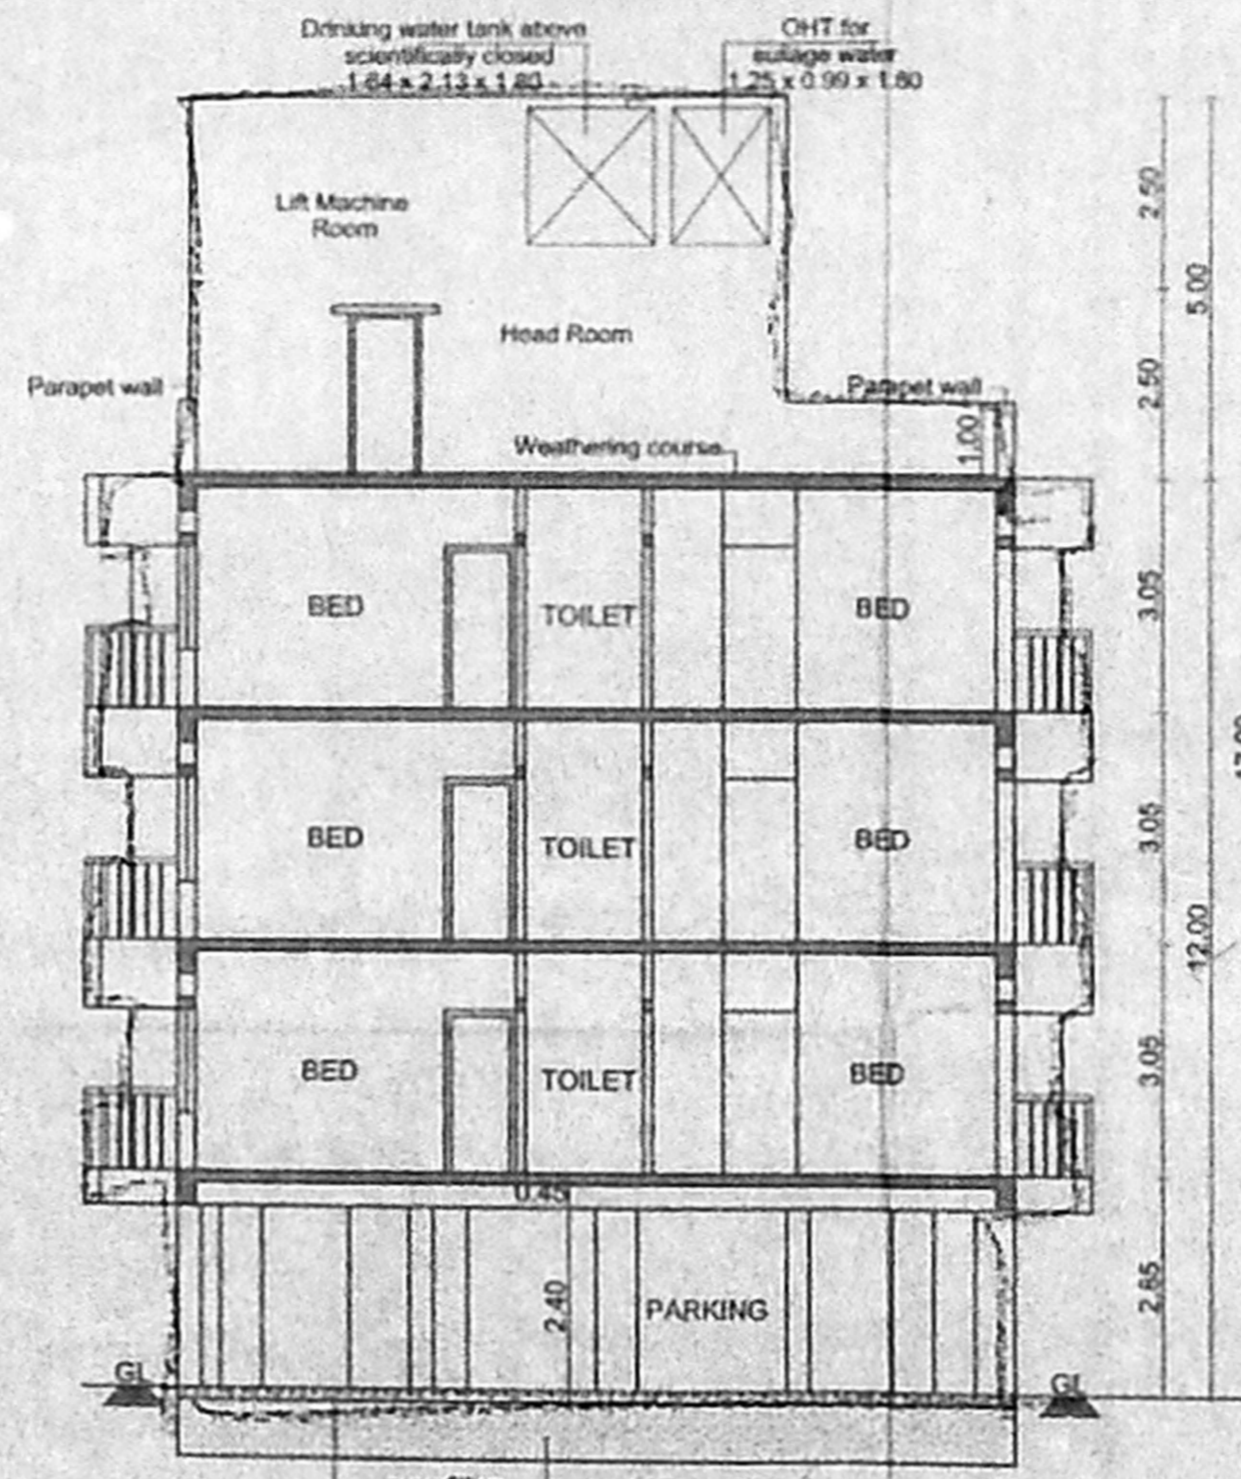 Drinking water tank above
scientifically closed
1.64 x 2.13 x 1.80
OHT for
sullage water
1.25 x 0.99 x 1.80
Lift Machine
Room
2.50
5.00
Head Room
Parapet wall
Parapet wall
2.50
1.00
Weathering course
BED
TOILET
BED
3.05
BED
TOILET
BED
3.05
12.00
BED
TOILET
BED
3.05
0.45
2.40
PARKING
2.85
GL
GL